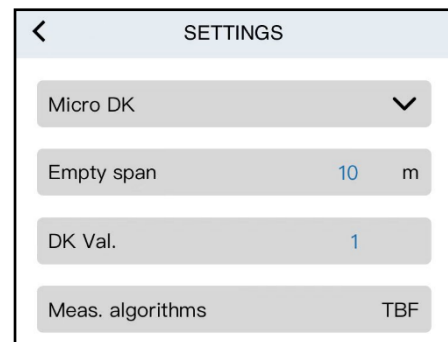 SETTINGS
Micro DK
Empty span 10 m
DK Val. 1
Meas. algorithms TBF